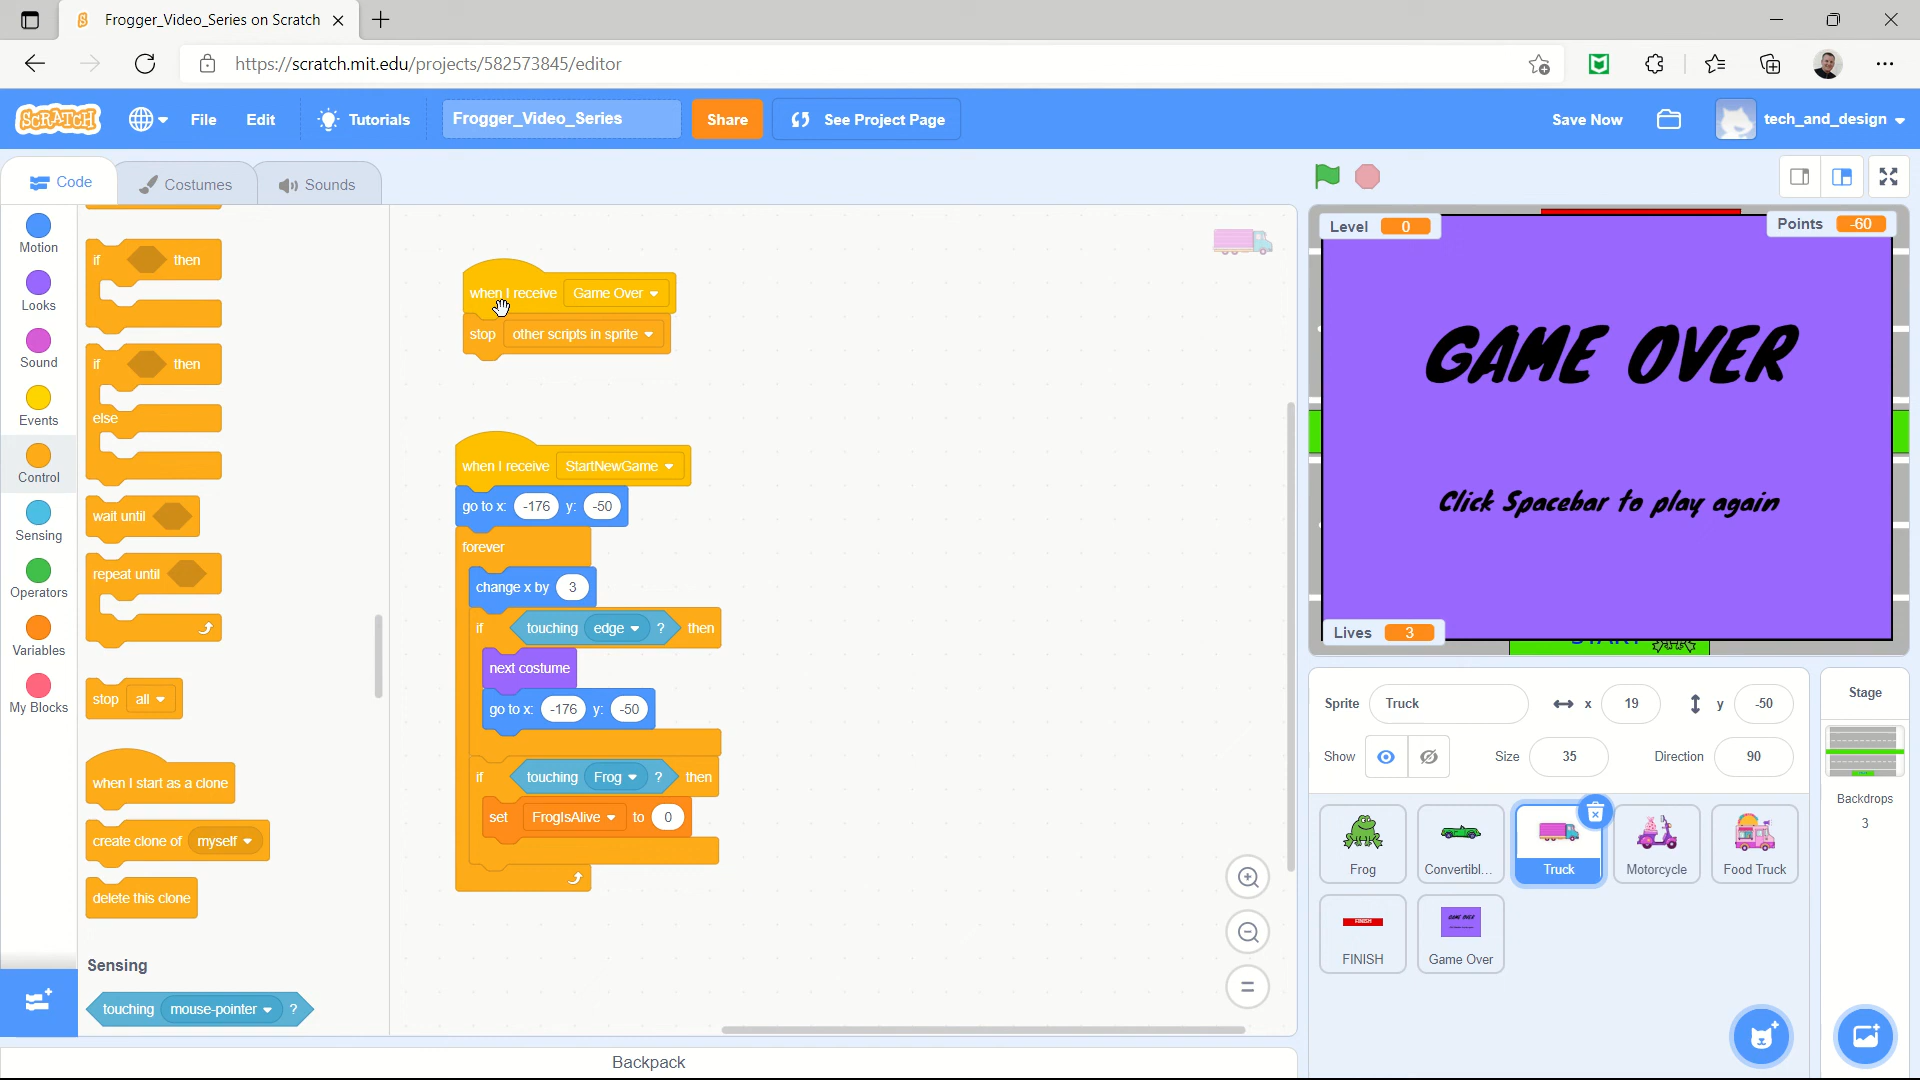 Frogger_Video_Series on Scratch
https://scratch.mit.edu/projects/582573845/editor
SCRATCH File Edit Tutorials Frogger_Video_Series Share See Project Page Save Now tech_and_design
Code Costumes Sounds
Motion
Looks
Sound
Events
Control
Sensing
Operators
Variables
My Blocks
if then
if then
else
wait until
repeat until
stop all
when I start as a clone
create clone of myself
delete this clone
Sensing
touching mouse-pointer ?
when I receive Game Over
stop other scripts in sprite
when I receive StartNewGame
go to x: -176 y: -50
forever
change x by 3
if touching edge ? then
next costume
go to x: -176 y: -50
if touching Frog ? then
set FrogIsAlive to 0
Backpack
Level 0 Points -60
GAME OVER
Click Spacebar to play again
Lives 3
Sprite Truck x 19 y -50
Show Size 35 Direction 90
Frog Convertibl... Truck Motorcycle Food Truck
FINISH
FINISH
GAME OVER
Game Over
Stage
Backdrops
3